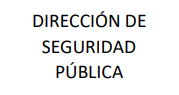 DIRECCIÓN DE
SEGURIDAD
PÚBLICA